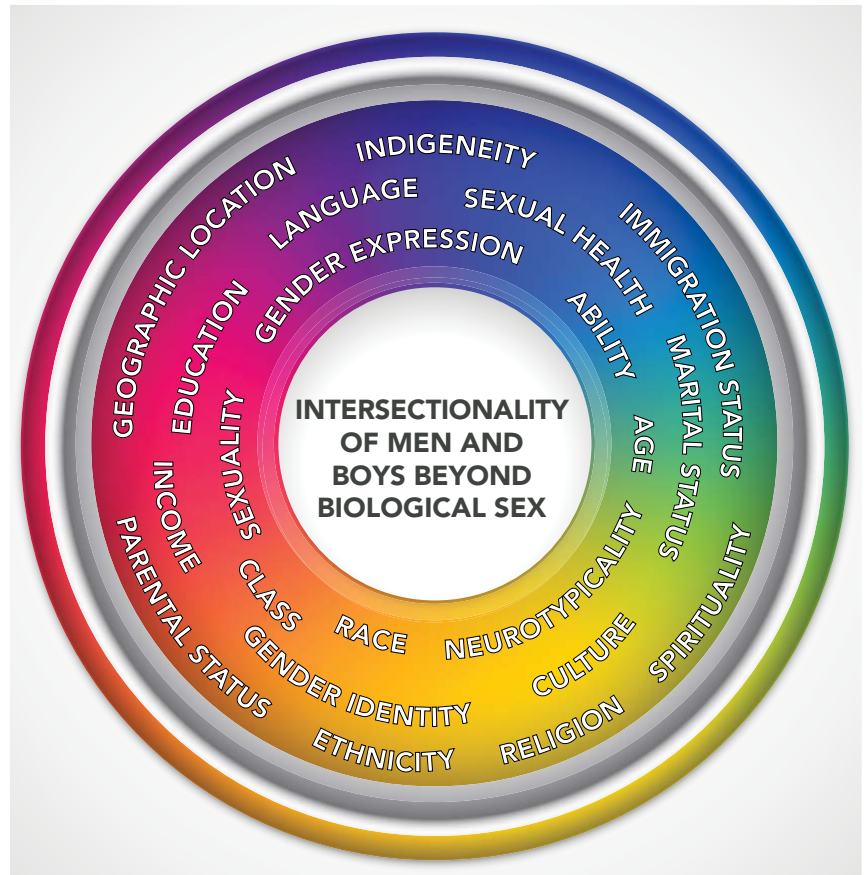 INTERSECTIONALITY
OF MEN AND
BOYS BEYOND
BIOLOGICAL SEX
INDIGENEITY
IMMIGRATION STATUS
SPIRITUALITY
RELIGION
ETHNICITY
PARENTAL STATUS
GEOGRAPHIC LOCATION
LANGUAGE
SEXUAL HEALTH
MARITAL STATUS
CULTURE
GENDER IDENTITY
INCOME
EDUCATION
GENDER EXPRESSION
ABILITY
AGE
NEUROTYPICALITY
RACE
CLASS
SEXUALITY